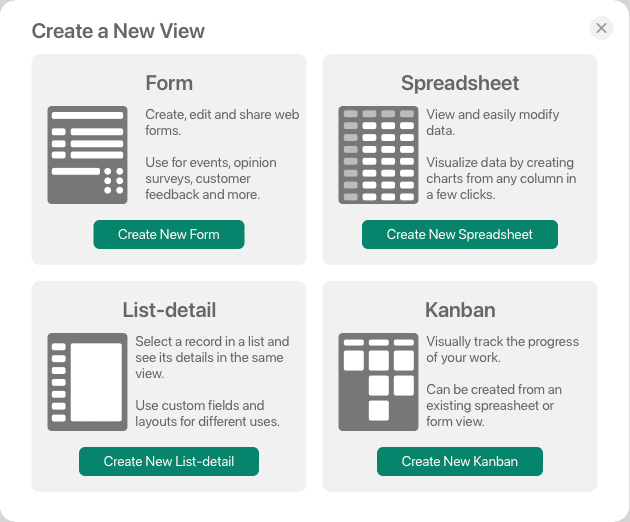 Create a New View
Form
Create, edit and share web
forms.
Use for events, opinion
surveys, customer
feedback and more.
Create New Form
Spreadsheet
View and easily modify
data.
Visualize data by creating
charts from any column in
a few clicks.
Create New Spreadsheet
List-detail
Select a record in a list and
see its details in the same
view.
Use custom fields and
layouts for different uses.
Create New List-detail
Kanban
Visually track the progress
of your work.
Can be created from an
existing spresheet or
form view.
Create New Kanban